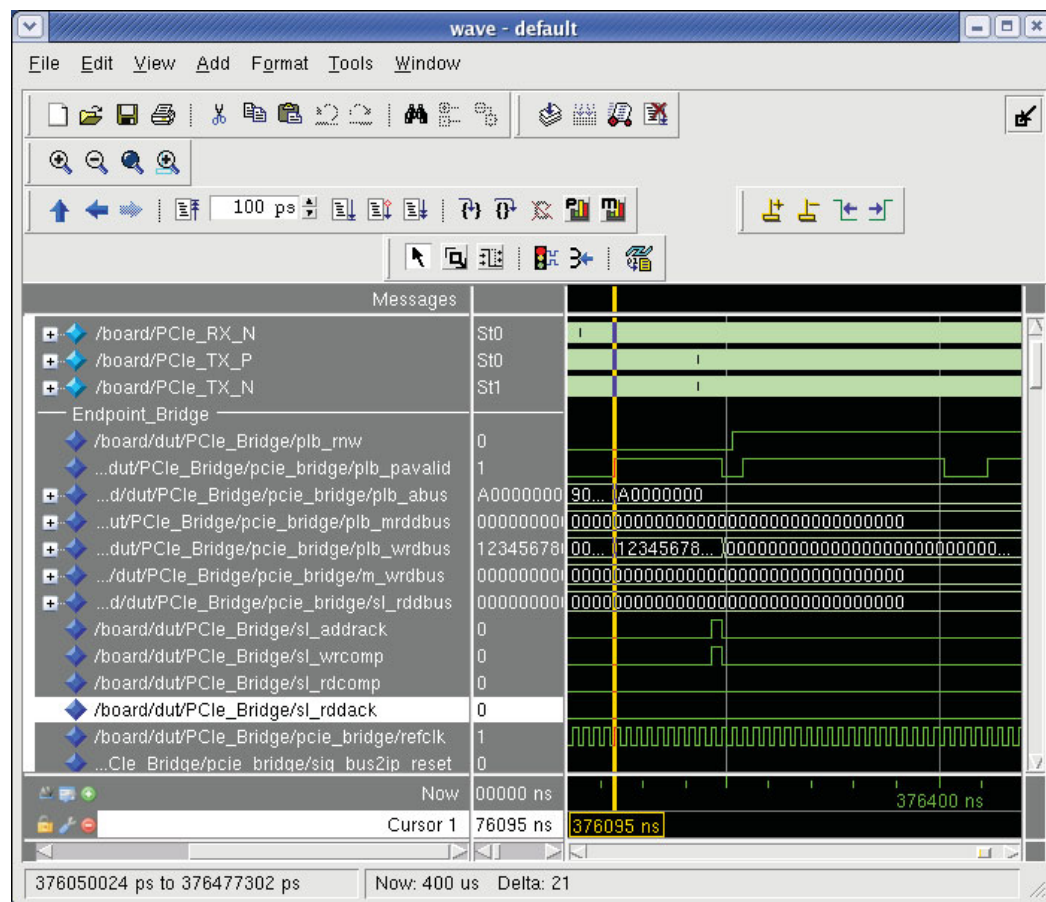 wave - default
File Edit View Add Format Tools Window
100 ps
Messages
/board/PCIe_RX_N St0
/board/PCIe_TX_P St0
/board/PCIe_TX_N St1
Endpoint_Bridge
/board/dut/PCIe_Bridge/plb_rnw 0
...dut/PCIe_Bridge/pcie_bridge/plb_pavalid 1
...d/dut/PCIe_Bridge/pcie_bridge/plb_abus A0000000 90... A0000000
...ut/PCIe_Bridge/pcie_bridge/plb_mrddbus 00000000 00000000000000000000000000000000
...dut/PCIe_Bridge/pcie_bridge/plb_wrdbus 12345678 00... 12345678... 00000000000000000000000000...
.../dut/PCIe_Bridge/pcie_bridge/m_wrdbus 00000000 00000000000000000000000000000000
...d/dut/PCIe_Bridge/pcie_bridge/sl_rddbus 00000000 00000000000000000000000000000000
/board/dut/PCIe_Bridge/sl_addrack 0
/board/dut/PCIe_Bridge/sl_wrcomp 0
/board/dut/PCIe_Bridge/sl_rdcomp 0
/board/dut/PCIe_Bridge/sl_rddack 0
/board/dut/PCIe_Bridge/pcie_bridge/refclk 1
...CIe_Bridge/pcie_bridge/sig_bus2ip_reset 0
Now 00000 ns 376400 ns
Cursor 1 76095 ns 376095 ns
376050024 ps to 376477302 ps Now: 400 us Delta: 21